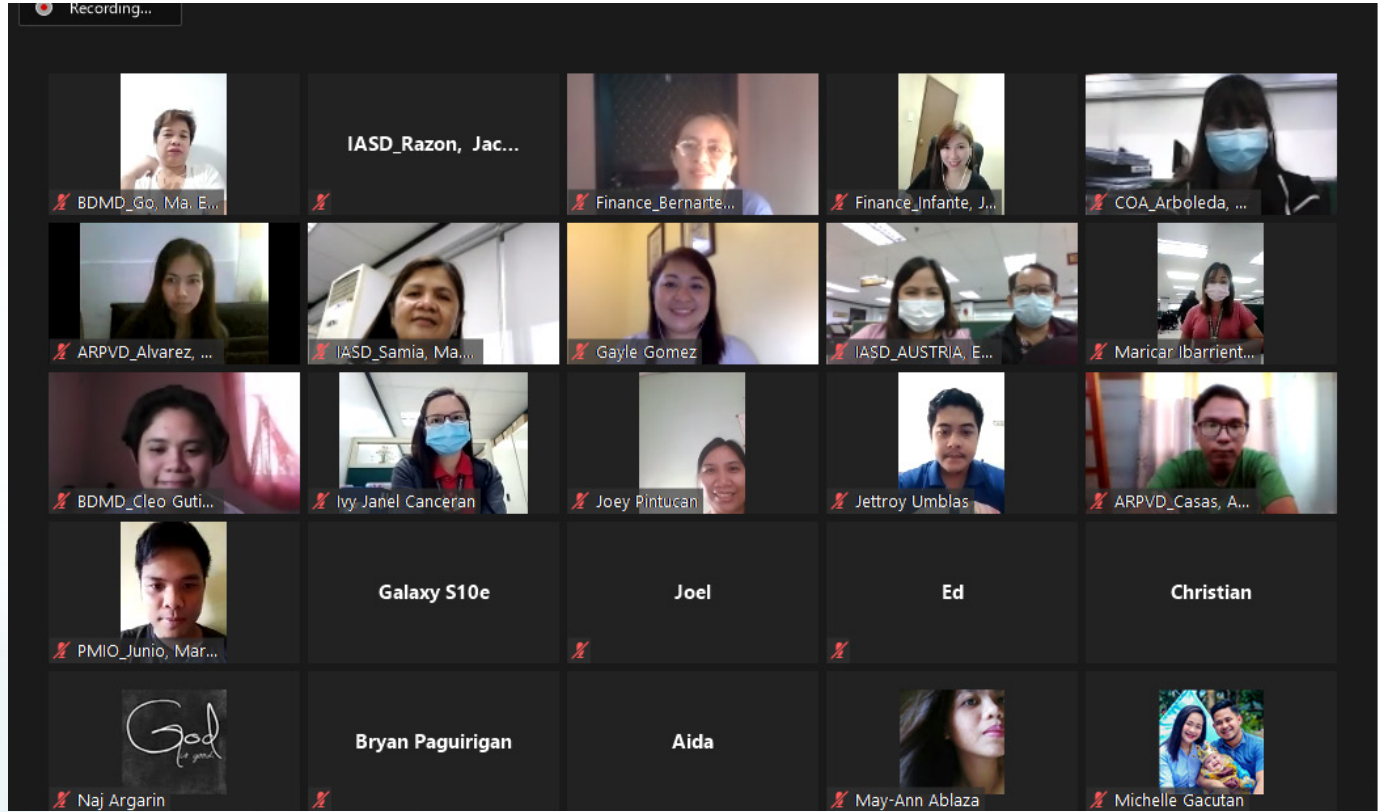 Recording...
BDMD_Go, Ma. E...
IASD_Razon, Jac...
Finance_Bernarte...
Finance_Infante, J...
COA_Arboleda, ...
ARPVD_Alvarez, ...
IASD_Samia, Ma....
Gayle Gomez
IASD_AUSTRIA, E...
Maricar Ibarrient...
BDMD_Cleo Guti...
Ivy Janel Canceran
Joey Pintucan
Jettroy Umblas
ARPVD_Casas, A...
PMIO_Junio, Mar...
Galaxy S10e
Joel
Ed
Christian
God
is good.
Naj Argarin
Bryan Paguirigan
Aida
May-Ann Ablaza
Michelle Gacutan